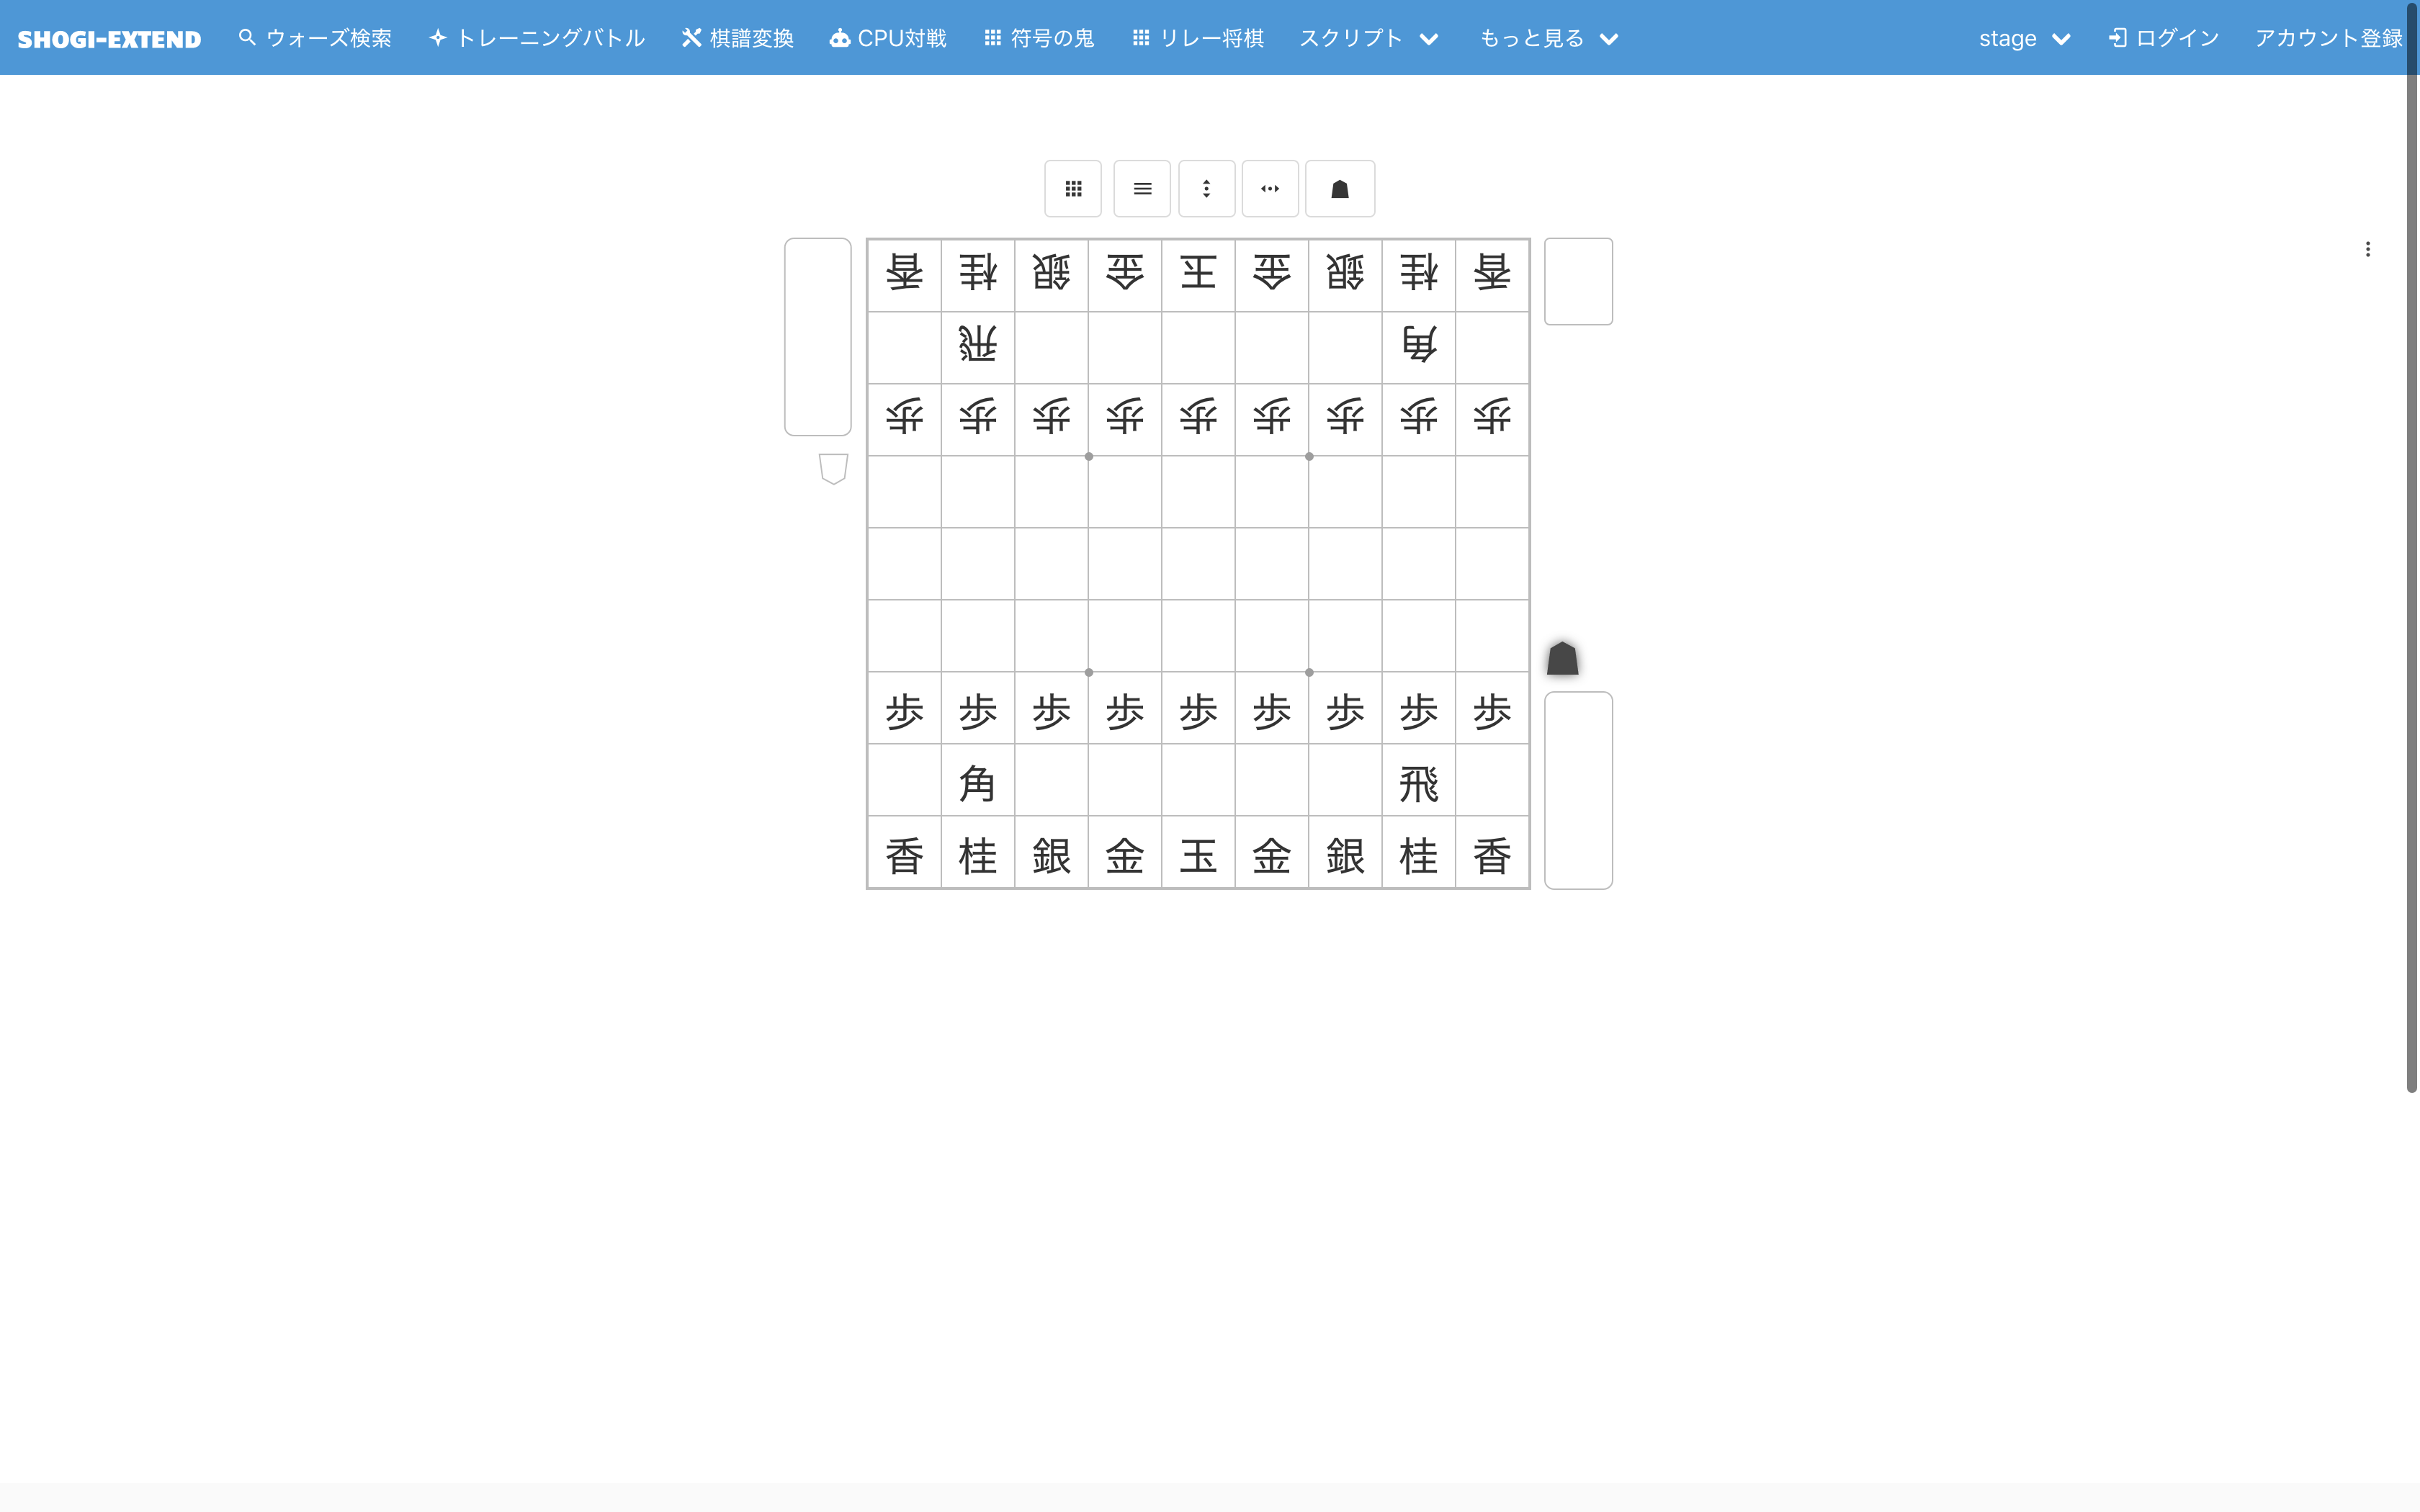 SHOGI-EXTEND ウォーズ検索 トレーニングバトル 棋譜変換 CPU対戦 符号の鬼 リレー将棋 スクリプト もっと見る stage ログイン アカウント登録
香 桂 銀 金 王 金 銀 桂 香
飛 角
歩 歩 歩 歩 歩 歩 歩 歩 歩
歩 歩 歩 歩 歩 歩 歩 歩 歩
角 飛
香 桂 銀 金 玉 金 銀 桂 香